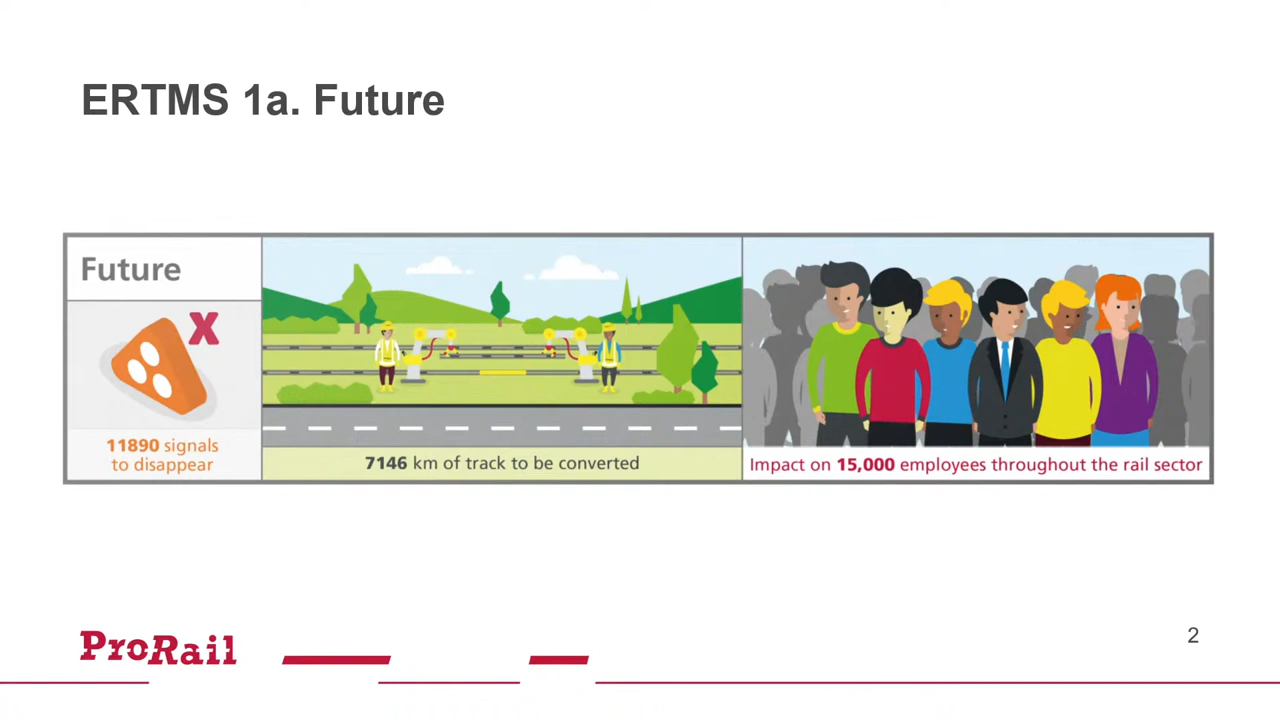 ERTMS 1a. Future
Future
X
11890 signals
to disappear
7146 km of track to be converted
Impact on 15,000 employees throughout the rail sector
ProRail
2